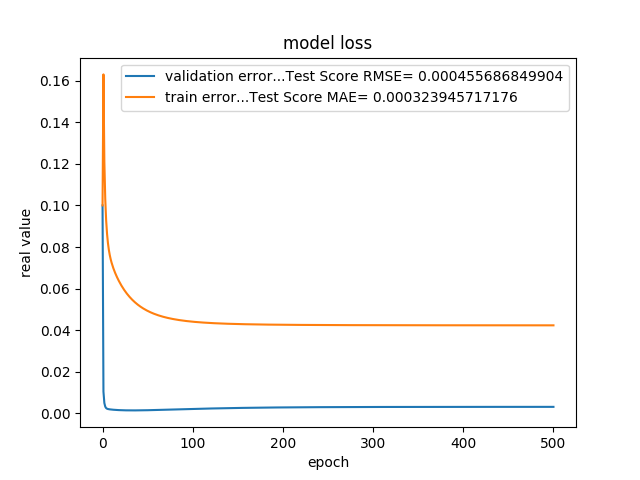 model loss
validation error...Test Score RMSE= 0.000455686849904
train error...Test Score MAE= 0.000323945717176
0.16
0.14
0.12
0.10
0.08
0.06
0.04
0.02
0.00
real value
0 100 200 300 400 500
epoch